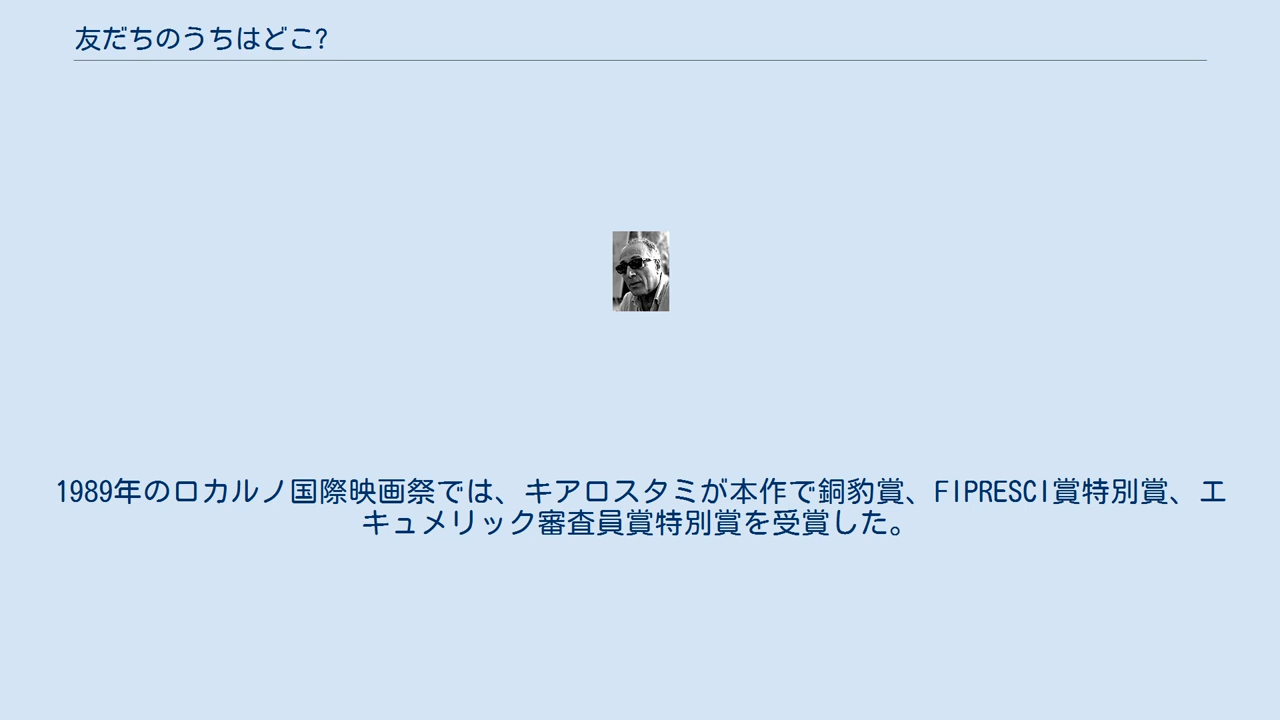 友だちのうちはどこ?
1989年のロカルノ国際映画祭では、キアロスタミが本作で銅豹賞、FIPRESCI賞特別賞、エ
キュメリック審査員賞特別賞を受賞した。